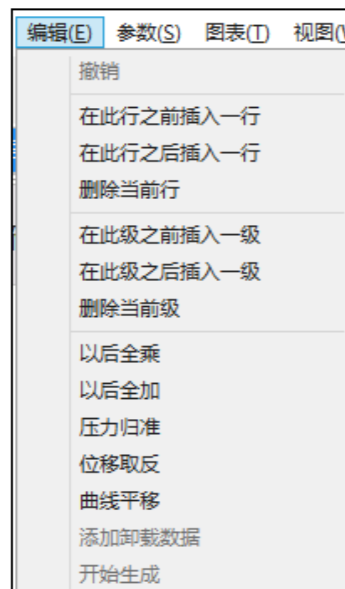 编辑(E) 参数(S) 图表(T) 视图(
撤销
在此行之前插入一行
在此行之后插入一行
删除当前行
在此级之前插入一级
在此级之后插入一级
删除当前级
以后全乘
以后全加
压力归准
位移取反
曲线平移
添加卸载数据
开始生成